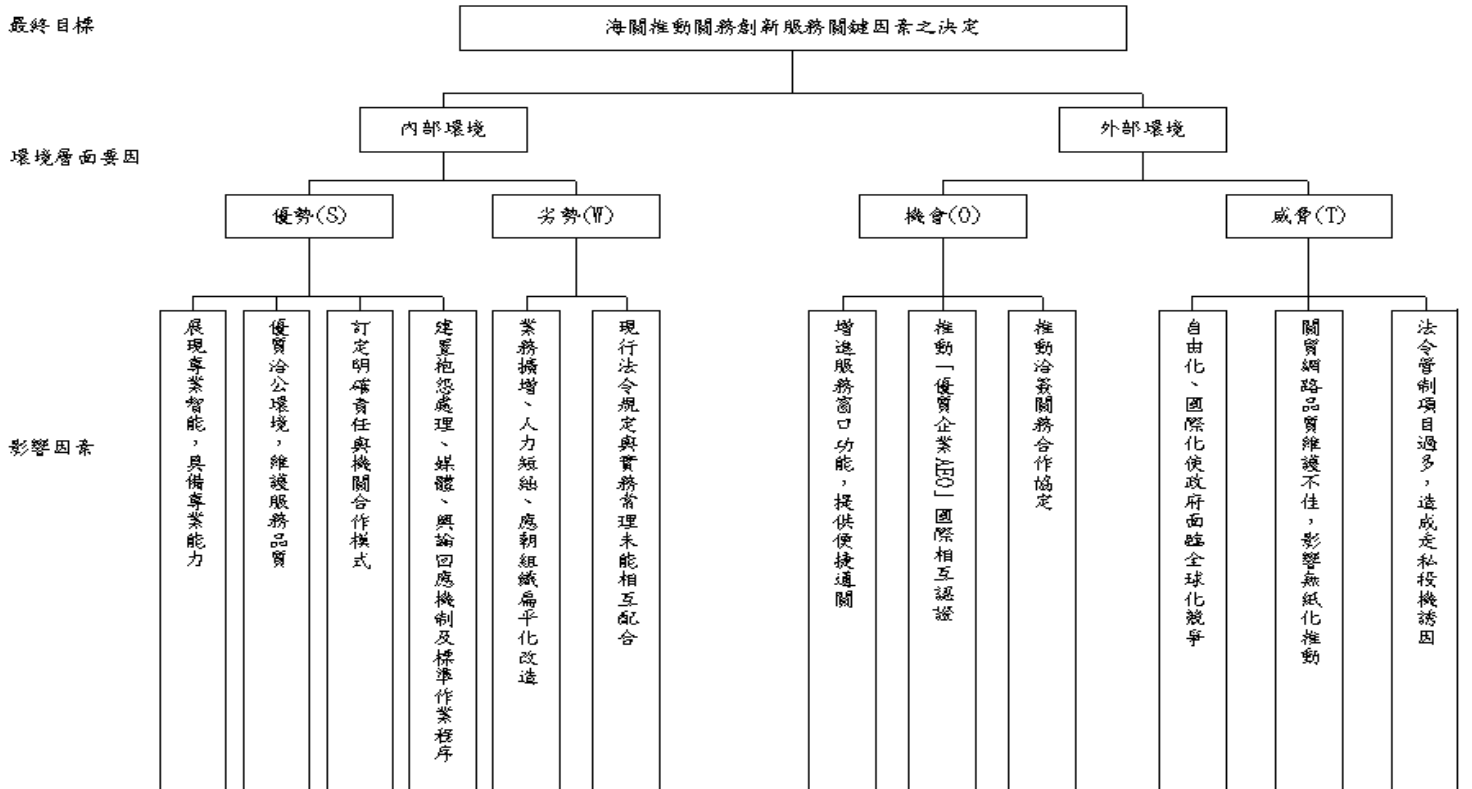 最終目標
海關推動關務創新服務關鍵因素之決定
環境層面要因
內部環境
外部環境
優勢(S)
劣勢(W)
機會(O)
威脅(T)
影響因素
展現專業智能，具備專業能力
優質洽公環境，維護服務品質
訂定明確責任與機關合作模式
建置抱怨處理、媒體、輿論回應機制及標準作業程序
業務擴增、人力短絀、應朝組織扁平化改造
現行法令規定與實務常理未能相互配合
增進服務窗口功能，提供便捷通關
推動「優質企業AEO」國際相互認證
推動洽簽關務合作協定
自由化、國際化使政府面臨全球化競爭
關貿網路品質維護不佳，影響無紙化推動
法令管制項目過多，造成走私投機誘因